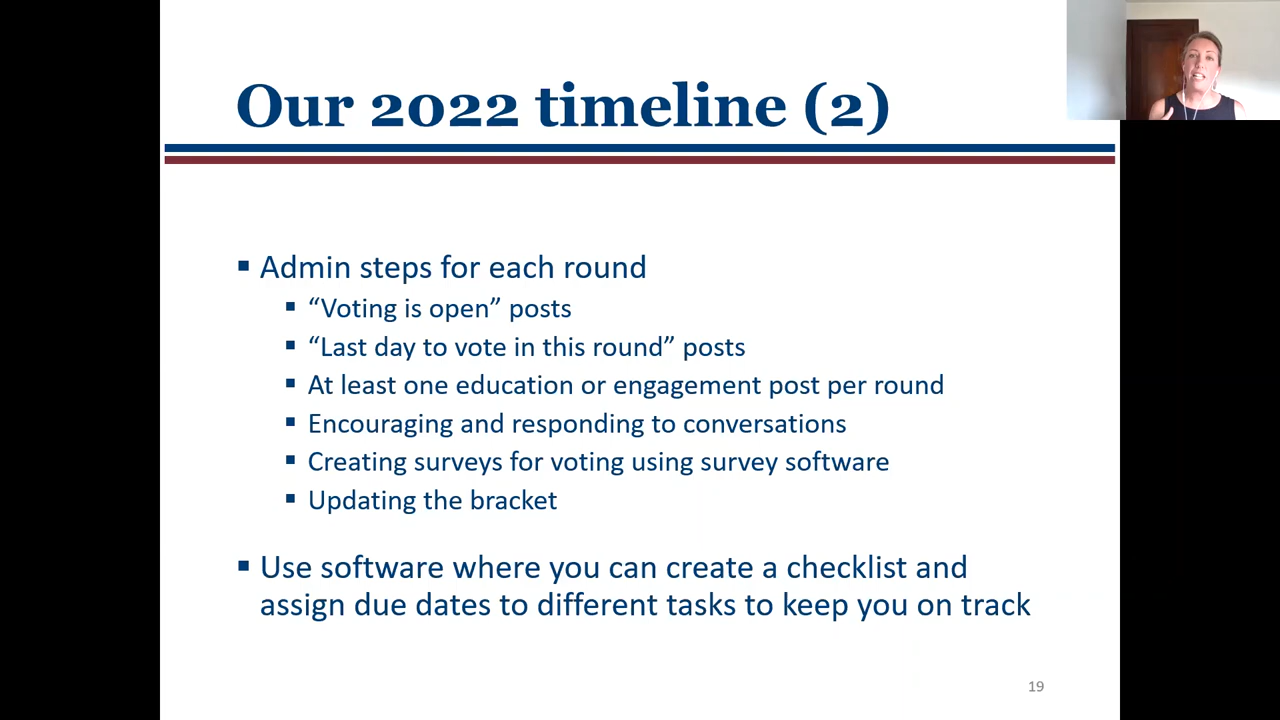 Our 2022 timeline (2)
▪ Admin steps for each round
▪ “Voting is open” posts
▪ “Last day to vote in this round” posts
▪ At least one education or engagement post per round
▪ Encouraging and responding to conversations
▪ Creating surveys for voting using survey software
▪ Updating the bracket
▪ Use software where you can create a checklist and
assign due dates to different tasks to keep you on track
19